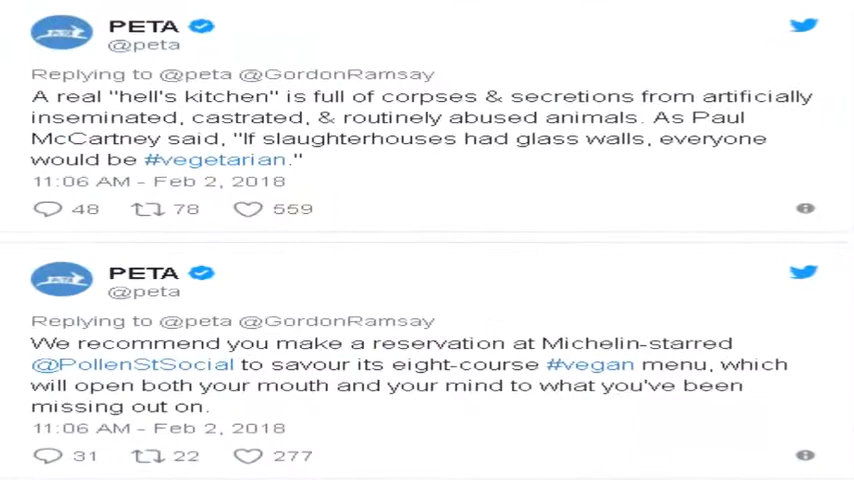 PETA
@peta
Replying to @peta @GordonRamsay
A real "hell's kitchen" is full of corpses & secretions from artificially
inseminated, castrated, & routinely abused animals. As Paul
McCartney said, "If slaughterhouses had glass walls, everyone
would be #vegetarian."
11:06 AM - Feb 2, 2018
48 78 559
PETA
@peta
Replying to @peta @GordonRamsay
We recommend you make a reservation at Michelin-starred
@PollenStSocial to savour its eight-course #vegan menu, which
will open both your mouth and your mind to what you've been
missing out on.
11:06 AM - Feb 2, 2018
31 22 277